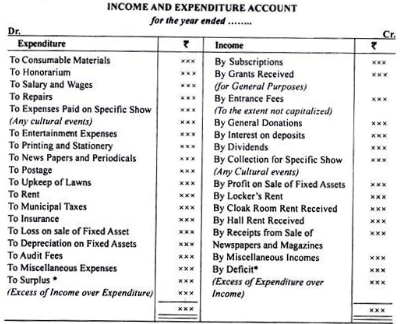 INCOME AND EXPENDITURE ACCOUNT
for the year ended ........
Dr. Cr.
Expenditure ₹ Income ₹
To Consumable Materials ××× By Subscriptions ×××
To Honorarium ××× By Grants Received ×××
To Salary and Wages ××× (for General Purposes)
To Repairs ××× By Entrance Fees ×××
To Expenses Paid on Specific Show ××× (To the extent not capitalized)
(Any cultural events) By General Donations ×××
To Entertainment Expenses ××× By Interest on deposits ×××
To Printing and Stationery ××× By Dividends ×××
To News Papers and Periodicals ××× By Collection for Specific Show ×××
To Postage ××× (Any Cultural events)
To Upkeep of Lawns ××× By Profit on Sale of Fixed Assets ×××
To Rent ××× By Locker's Rent ×××
To Municipal Taxes ××× By Cloak Room Rent Received ×××
To Insurance ××× By Hall Rent Received ×××
To Loss on sale of Fixed Asset ××× By Receipts from Sale of ×××
To Depreciation on Fixed Assets ××× Newspapers and Magazines
To Audit Fees ××× By Miscellaneous Incomes ×××
To Miscellaneous Expenses ××× By Deficit* ×××
To Surplus * ××× (Excess of Expenditure over
(Excess of Income over Expenditure) Income)
××× ×××